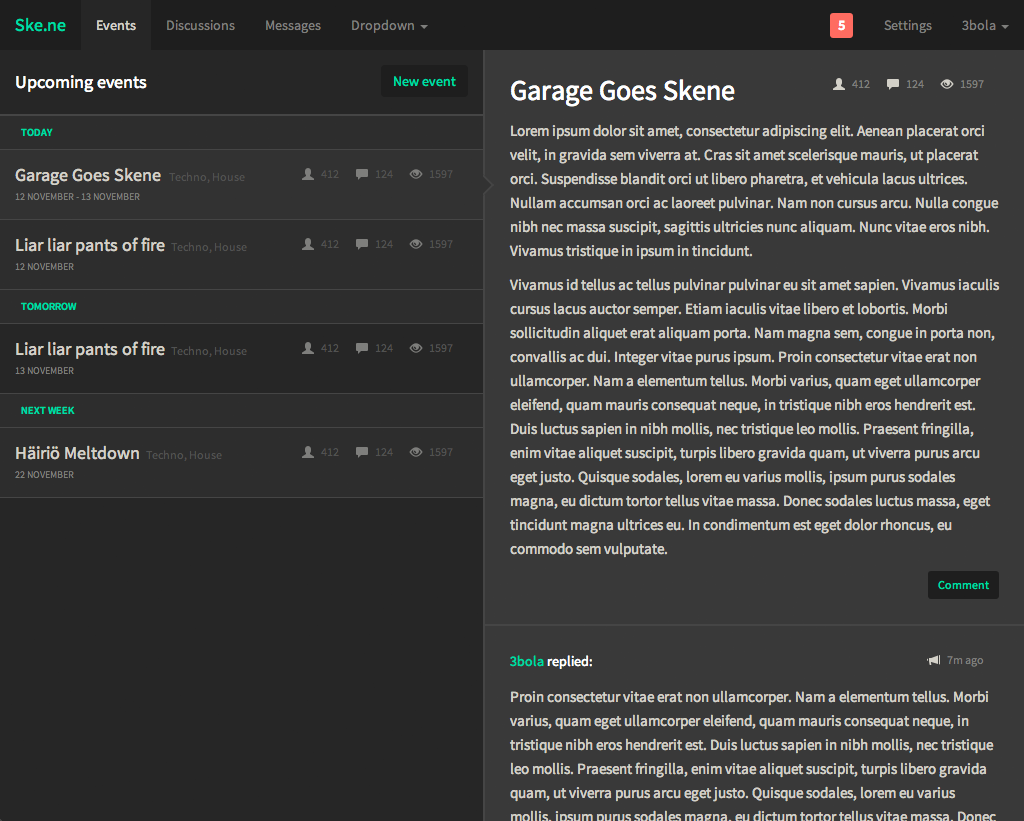 Ske.ne Events Discussions Messages Dropdown 5 Settings 3bola
Upcoming events New event
TODAY
Garage Goes Skene Techno, House 412 124 1597
12 NOVEMBER - 13 NOVEMBER
Liar liar pants of fire Techno, House 412 124 1597
12 NOVEMBER
TOMORROW
Liar liar pants of fire Techno, House 412 124 1597
13 NOVEMBER
NEXT WEEK
Häiriö Meltdown Techno, House 412 124 1597
22 NOVEMBER
Garage Goes Skene 412 124 1597
Lorem ipsum dolor sit amet, consectetur adipiscing elit. Aenean placerat orci
velit, in gravida sem viverra at. Cras sit amet scelerisque mauris, ut placerat
orci. Suspendisse blandit orci ut libero pharetra, et vehicula lacus ultrices.
Nullam accumsan orci ac laoreet pulvinar. Nam non cursus arcu. Nulla congue
nibh nec massa suscipit, sagittis ultricies nunc aliquam. Nunc vitae eros nibh.
Vivamus tristique in ipsum in tincidunt.
Vivamus id tellus ac tellus pulvinar pulvinar eu sit amet sapien. Vivamus iaculis
cursus lacus auctor semper. Etiam iaculis vitae libero et lobortis. Morbi
sollicitudin aliquet erat aliquam porta. Nam magna sem, congue in porta non,
convallis ac dui. Integer vitae purus ipsum. Proin consectetur vitae erat non
ullamcorper. Nam a elementum tellus. Morbi varius, quam eget ullamcorper
eleifend, quam mauris consequat neque, in tristique nibh eros hendrerit est.
Duis luctus sapien in nibh mollis, nec tristique leo mollis. Praesent fringilla,
enim vitae aliquet suscipit, turpis libero gravida quam, ut viverra purus arcu
eget justo. Quisque sodales, lorem eu varius mollis, ipsum purus sodales
magna, eu dictum tortor tellus vitae massa. Donec sodales luctus massa, eget
tincidunt magna ultrices eu. In condimentum est eget dolor rhoncus, eu
commodo sem vulputate.
Comment
3bola replied: 7m ago
Proin consectetur vitae erat non ullamcorper. Nam a elementum tellus. Morbi
varius, quam eget ullamcorper eleifend, quam mauris consequat neque, in
tristique nibh eros hendrerit est. Duis luctus sapien in nibh mollis, nec tristique
leo mollis. Praesent fringilla, enim vitae aliquet suscipit, turpis libero gravida
quam, ut viverra purus arcu eget justo. Quisque sodales, lorem eu varius
mollis, ipsum purus sodales magna, eu dictum tortor tellus vitae massa. Donec